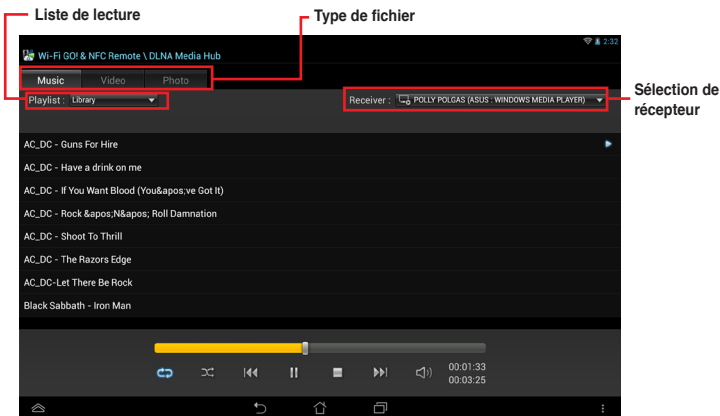 Liste de lecture
Type de fichier
2:32
Wi-Fi GO! & NFC Remote \ DLNA Media Hub
Music Video Photo
Playlist : Library
Receiver : POLLY POLGAS (ASUS : WINDOWS MEDIA PLAYER)
Sélection de
récepteur
AC_DC - Guns For Hire
AC_DC - Have a drink on me
AC_DC - If You Want Blood (You&apos;ve Got It)
AC_DC - Rock &apos;N&apos; Roll Damnation
AC_DC - Shoot To Thrill
AC_DC - The Razors Edge
AC_DC-Let There Be Rock
Black Sabbath - Iron Man
00:01:33
00:03:25